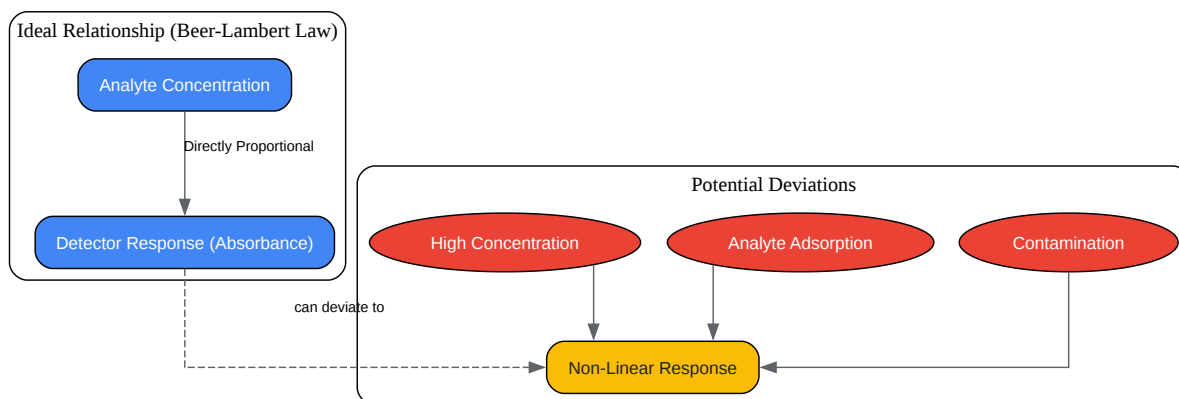 Ideal Relationship (Beer-Lambert Law)
Analyte Concentration
Directly Proportional
Detector Response (Absorbance)
can deviate to
Potential Deviations
High Concentration
Analyte Adsorption
Contamination
Non-Linear Response